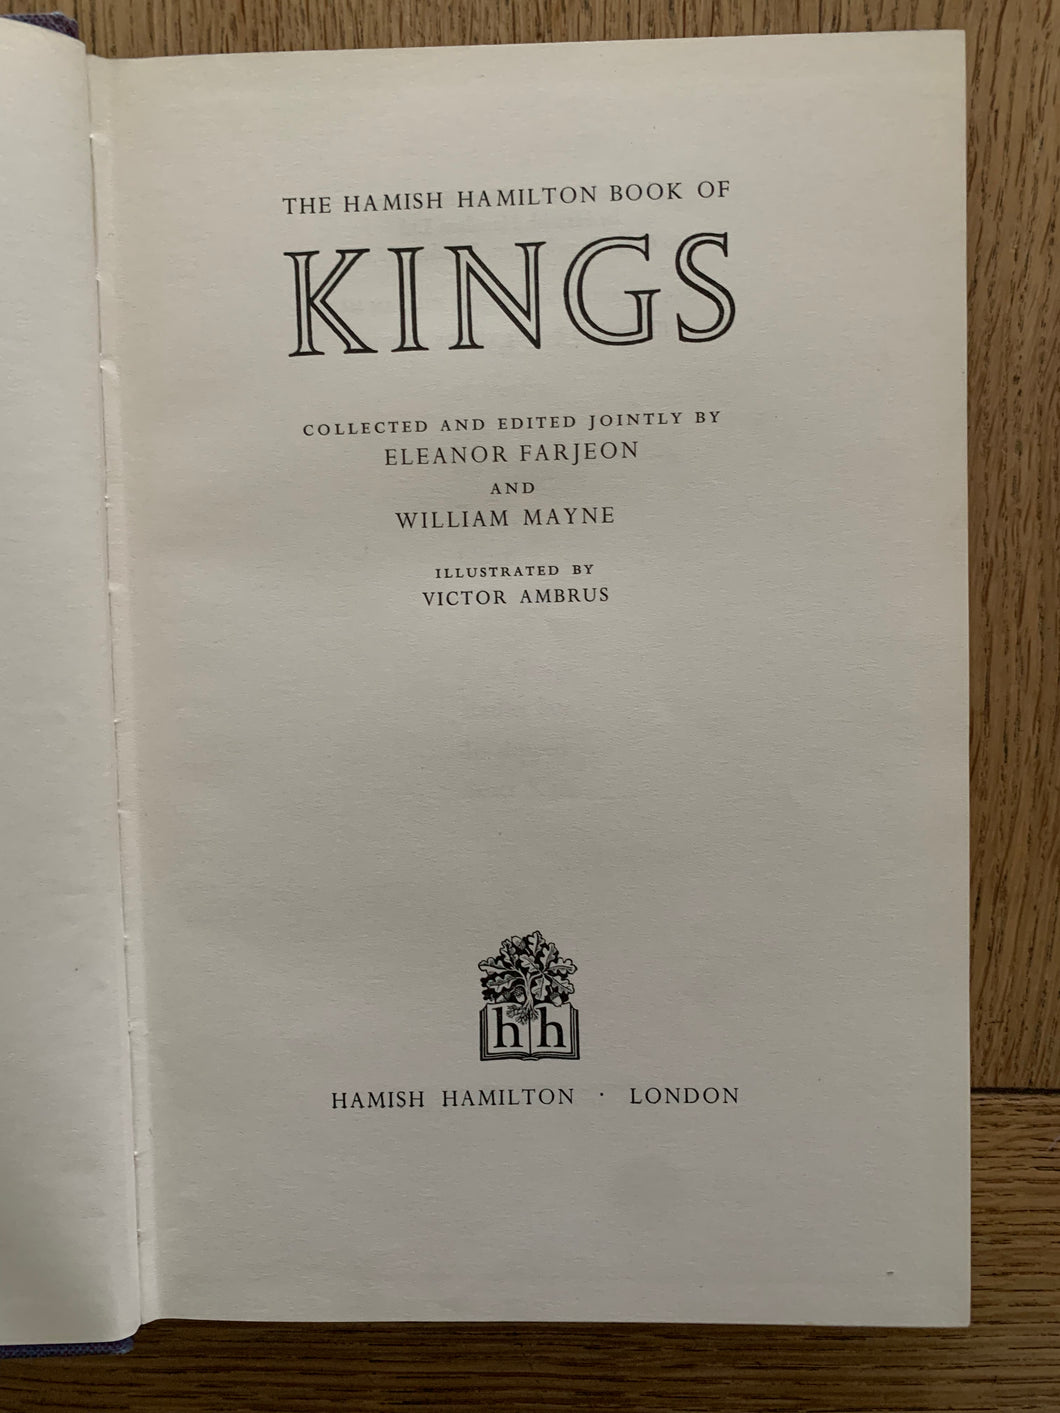 THE HAMISH HAMILTON BOOK OF
KINGS
COLLECTED AND EDITED JOINTLY BY
ELEANOR FARJEON
AND
WILLIAM MAYNE
ILLUSTRATED BY
VICTOR AMBRUS
h h
HAMISH HAMILTON · LONDON